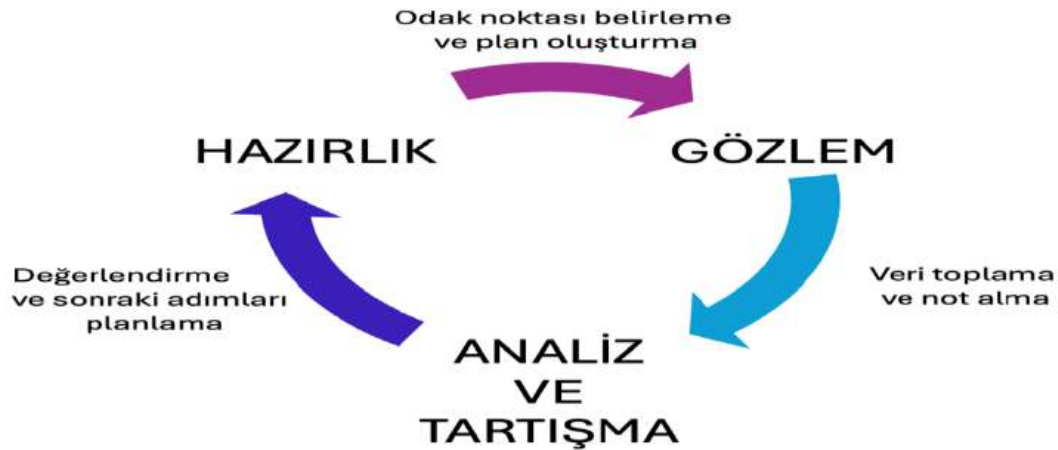 Odak noktası belirleme
ve plan oluşturma
HAZIRLIK
GÖZLEM
Değerlendirme
ve sonraki adımları
planlama
Veri toplama
ve not alma
ANALİZ
VE
TARTIŞMA